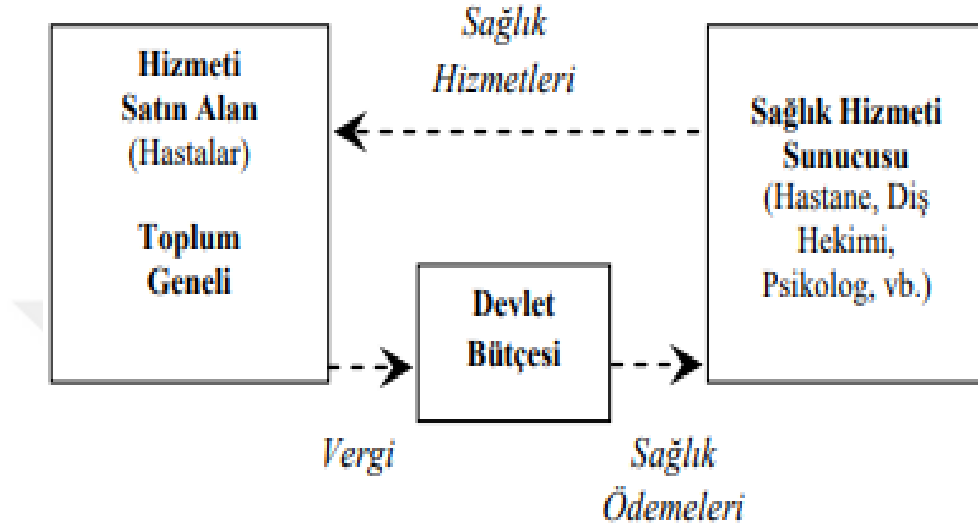 Sağlık
Hizmetleri
Hizmeti
Satın Alan
(Hastalar)
Toplum
Geneli
Sağlık Hizmeti
Sunucusu
(Hastane, Diş
Hekimi,
Psikolog, vb.)
Devlet
Bütçesi
Vergi
Sağlık
Ödemeleri